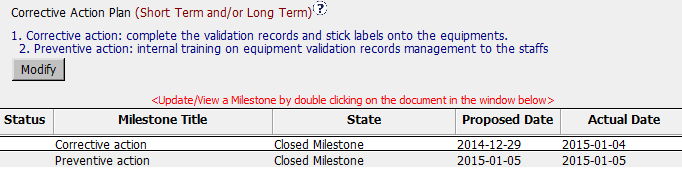 Corrective Action Plan (Short Term and/or Long Term) ?
1. Corrective action: complete the validation records and stick labels onto the equipments.
2. Preventive action: internal training on equipment validation records management to the staffs
Modify
<Update/View a Milestone by double clicking on the document in the window below>
Status Milestone Title State Proposed Date Actual Date
Corrective action Closed Milestone 2014-12-29 2015-01-04
Preventive action Closed Milestone 2015-01-05 2015-01-05